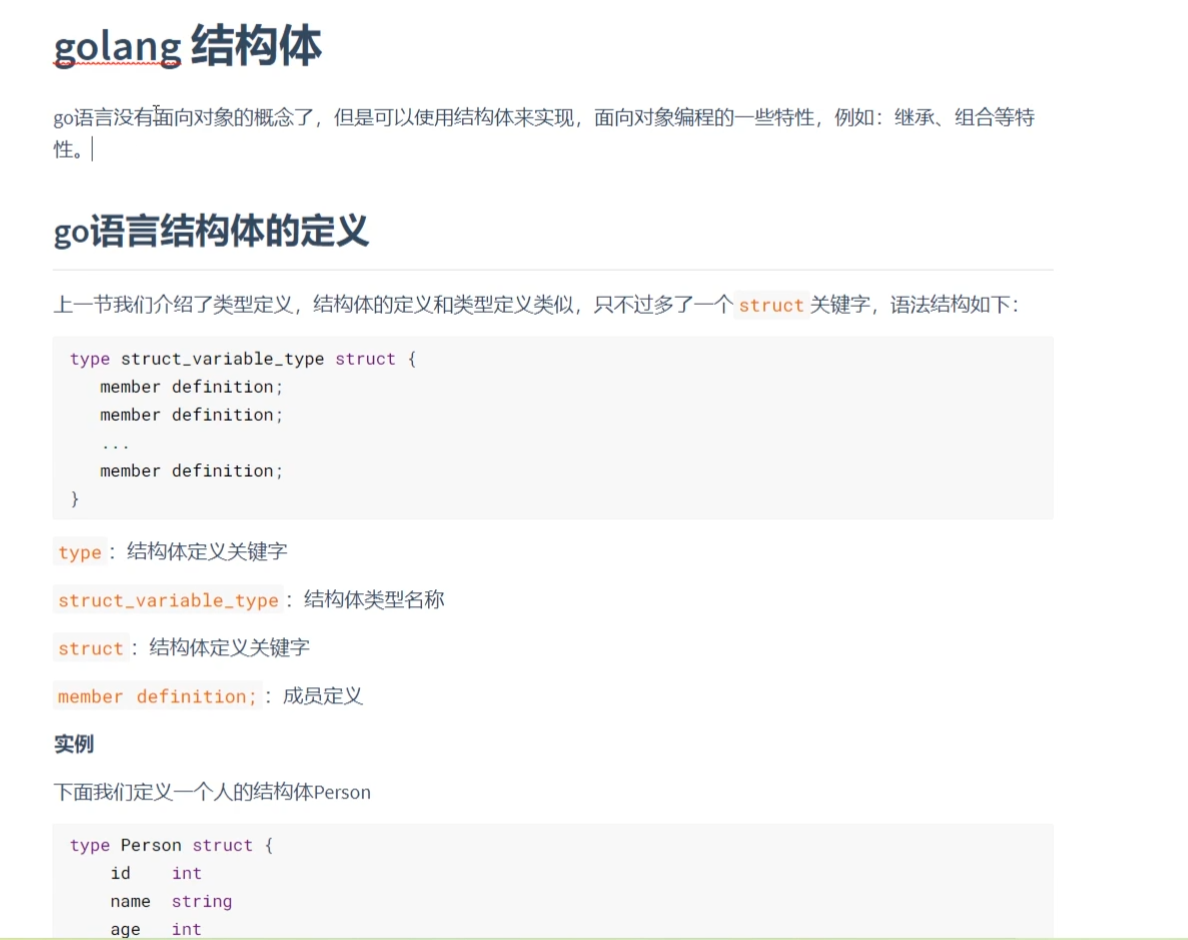 golang 结构体
go语言没有面向对象的概念了，但是可以使用结构体来实现，面向对象编程的一些特性，例如：继承、组合等特
性。
go语言结构体的定义
上一节我们介绍了类型定义，结构体的定义和类型定义类似，只不过多了一个 struct 关键字，语法结构如下：
type struct_variable_type struct {
member definition;
member definition;
...
member definition;
}
type ：结构体定义关键字
struct_variable_type ：结构体类型名称
struct ：结构体定义关键字
member definition; ：成员定义
实例
下面我们定义一个人的结构体Person
type Person struct {
id int
name string
age int